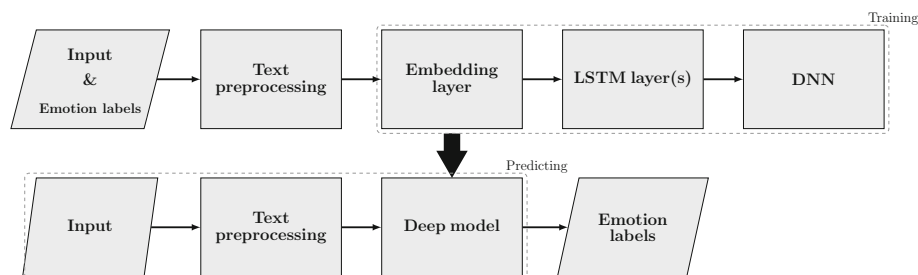 Training
Input
&
Emotion labels
Text
preprocessing
Embedding
layer
LSTM layer(s)
DNN
Predicting
Input
Text
preprocessing
Deep model
Emotion
labels